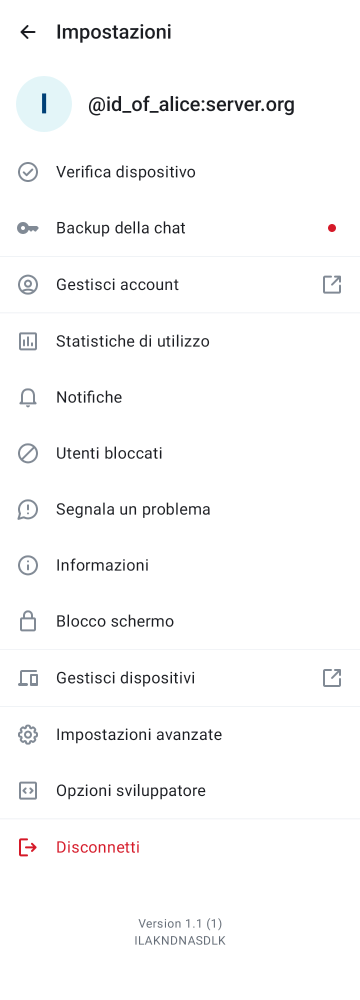 Impostazioni
I
@id_of_alice:server.org
Verifica dispositivo
Backup della chat
Gestisci account
Statistiche di utilizzo
Notifiche
Utenti bloccati
Segnala un problema
Informazioni
Blocco schermo
Gestisci dispositivi
Impostazioni avanzate
Opzioni sviluppatore
Disconnetti
Version 1.1 (1)
ILAKNDNASDLK